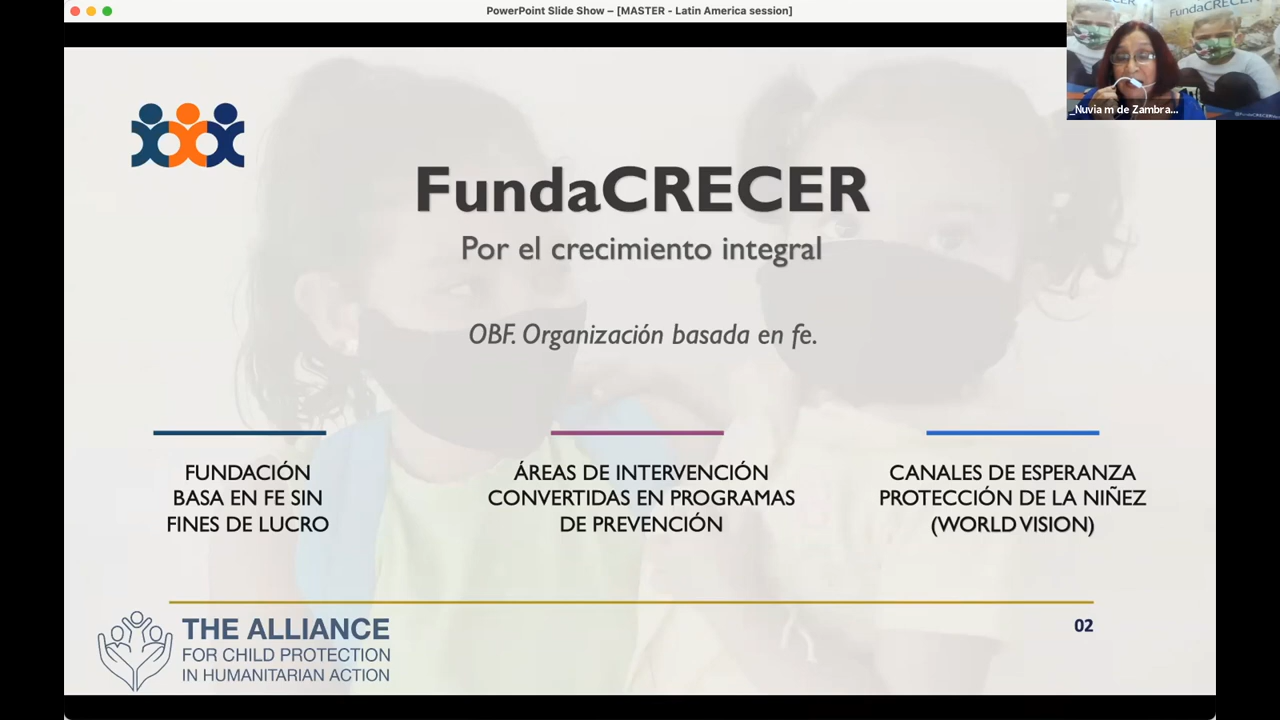 PowerPoint Slide Show – [MASTER - Latin America session]
FundaCRECER
_Nuvia m de Zambra...
FundaCRECER
Por el crecimiento integral
OBF. Organización basada en fe.
FUNDACIÓN
BASA EN FE SIN
FINES DE LUCRO
ÁREAS DE INTERVENCIÓN
CONVERTIDAS EN PROGRAMAS
DE PREVENCIÓN
CANALES DE ESPERANZA
PROTECCIÓN DE LA NIÑEZ
(WORLD VISION)
02
THE ALLIANCE
FOR CHILD PROTECTION
IN HUMANITARIAN ACTION